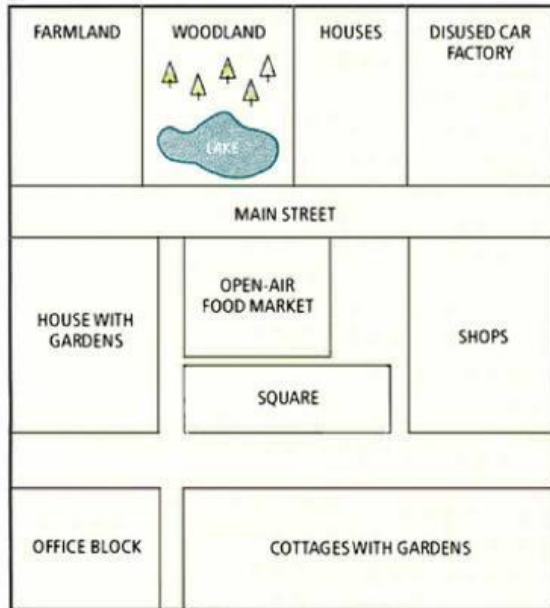 FARMLAND
WOODLAND
HOUSES
DISUSED CAR
FACTORY
LAKE
MAIN STREET
HOUSE WITH
GARDENS
OPEN-AIR
FOOD MARKET
SHOPS
SQUARE
OFFICE BLOCK
COTTAGES WITH GARDENS